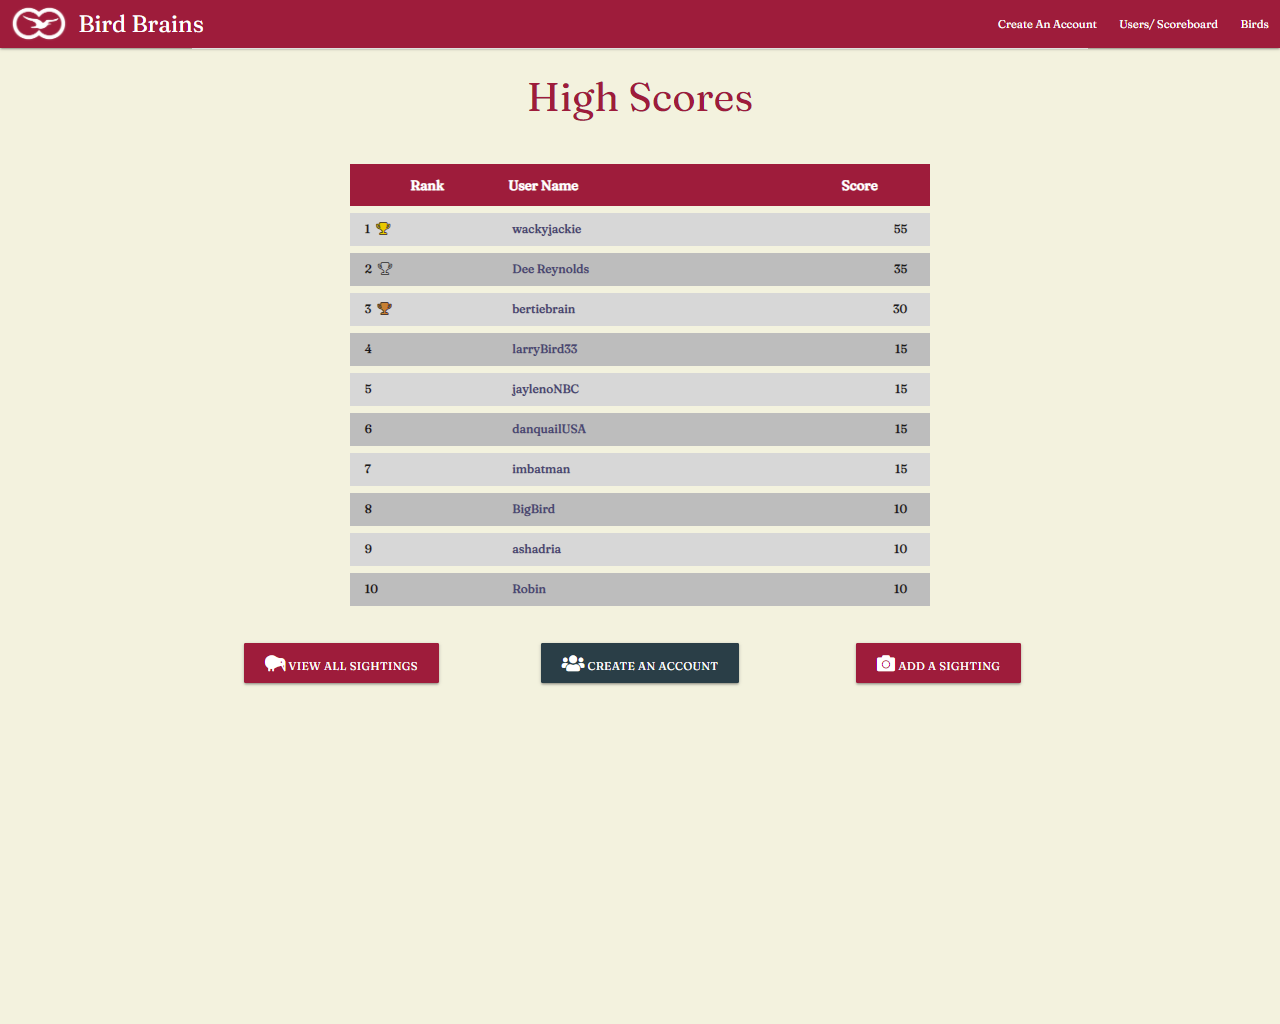 Bird Brains Create An Account Users/ Scoreboard Birds
High Scores
Rank User Name Score
1 wackyjackie 55
2 Dee Reynolds 35
3 bertiebrain 30
4 larryBird33 15
5 jaylenoNBC 15
6 danquailUSA 15
7 imbatman 15
8 BigBird 10
9 ashadria 10
10 Robin 10
VIEW ALL SIGHTINGS CREATE AN ACCOUNT ADD A SIGHTING